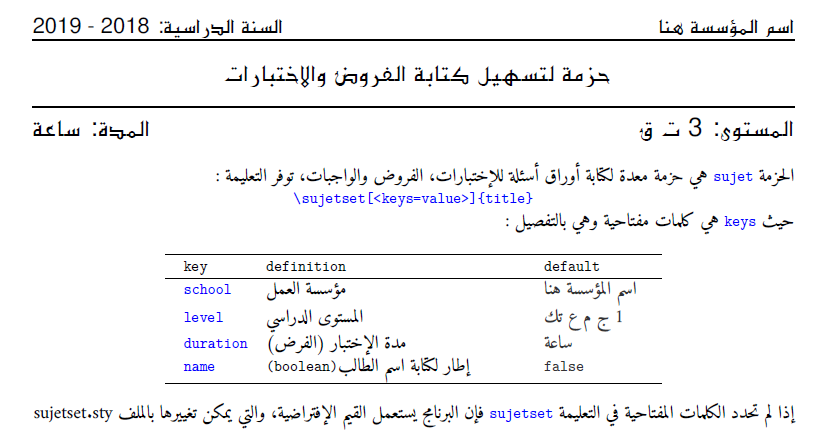 اسم المؤسسة هنا السنة الدراسية: 2018 - 2019
حزمة لتسهيل كتابة الفروض والإختبارات
المستوى: 3 ت ق المدة: ساعة
الحزمة sujet هي حزمة معدة لكتابة أوراق أسئلة للإختبارات، الفروض والواجبات، توفر التعليمة :
\sujetset[<keys=value>]{title}
حيث keys هي كلمات مفتاحية وهي بالتفصيل :
key definition default
school مؤسسة العمل اسم المؤسسة هنا
level المستوى الدراسي 1 ج م ع تك
duration مدة الإختبار (الفرض) ساعة
name إطار لكتابة اسم الطالب(boolean) false
إذا لم تحدد الكلمات المفتاحية في التعليمة sujetset فإن البرنامج يستعمل القيم الإفتراضية، والتي يمكن تغييرها بالملف sujetset.sty